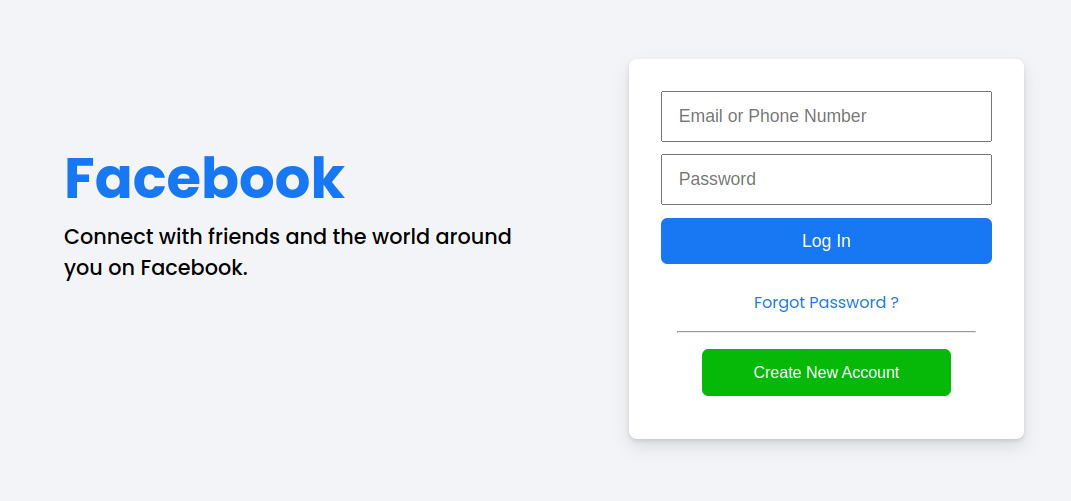 Facebook
Connect with friends and the world around
you on Facebook.
Email or Phone Number
Password
Log In
Forgot Password ?
Create New Account